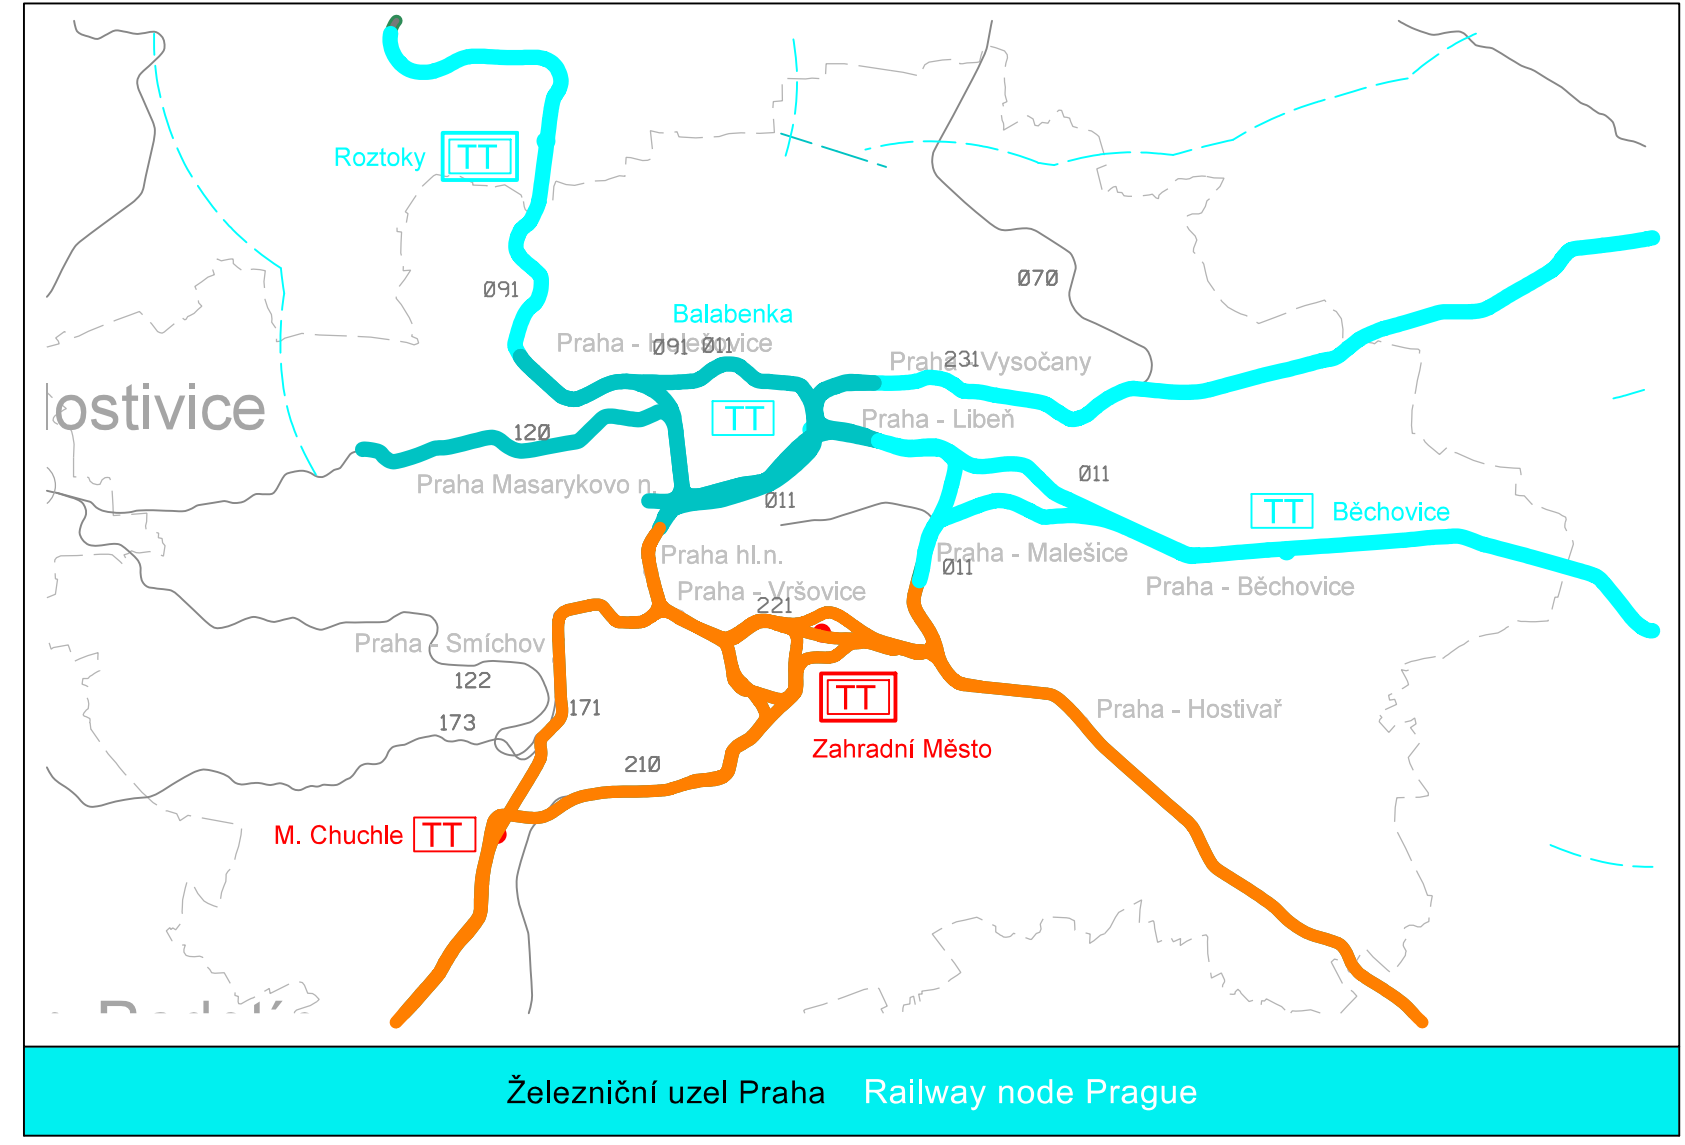 Roztoky TT
091
070
Balabenka
Praha - Holešovice
091 011
Praha - Vysočany
231
ostivice
TT
Praha - Libeň
120
011
Praha Masarykovo n.
011
TT Běchovice
Praha hl.n.
Praha - Malešice
011
Praha - Běchovice
Praha - Vršovice
221
Praha - Smíchov
122
TT
171
Praha - Hostivař
173
Zahradní Město
210
M. Chuchle TT
Železniční uzel Praha Railway node Prague